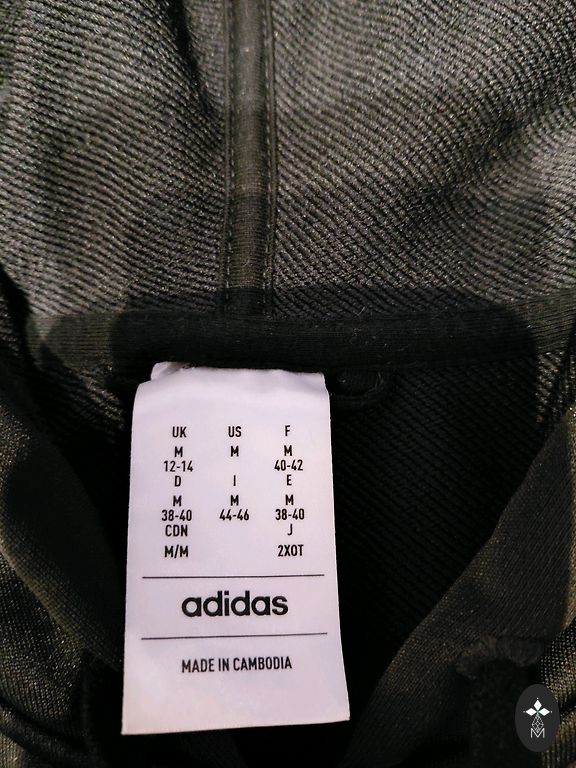 UK US F
M M M
12-14 40-42
D I E
M M M
38-40 44-46 38-40
CDN J
M/M 2XOT
adidas
MADE IN CAMBODIA
M